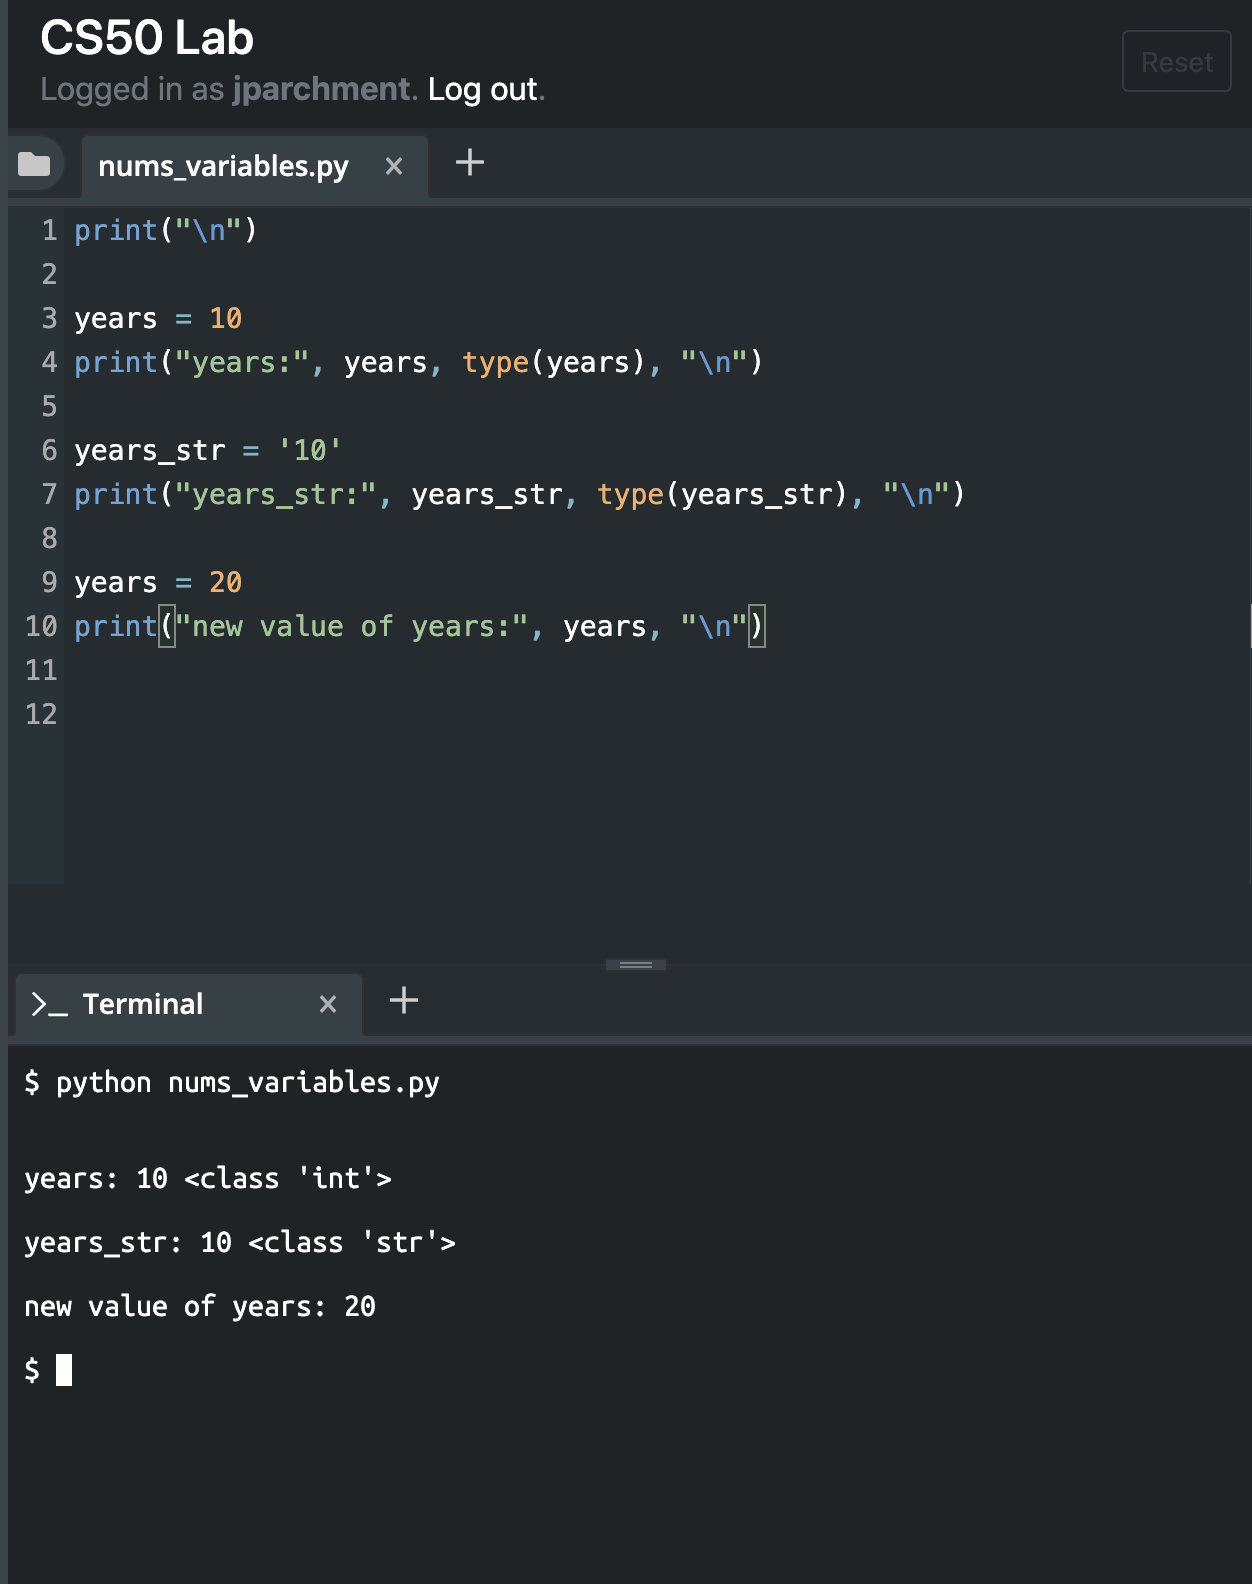 CS50 Lab
Logged in as jparchment. Log out.
Reset
nums_variables.py × +
1 print("\n")
2
3 years = 10
4 print("years:", years, type(years), "\n")
5
6 years_str = '10'
7 print("years_str:", years_str, type(years_str), "\n")
8
9 years = 20
10 print("new value of years:", years, "\n")
11
12
>_ Terminal × +
$ python nums_variables.py
years: 10 <class 'int'>
years_str: 10 <class 'str'>
new value of years: 20
$